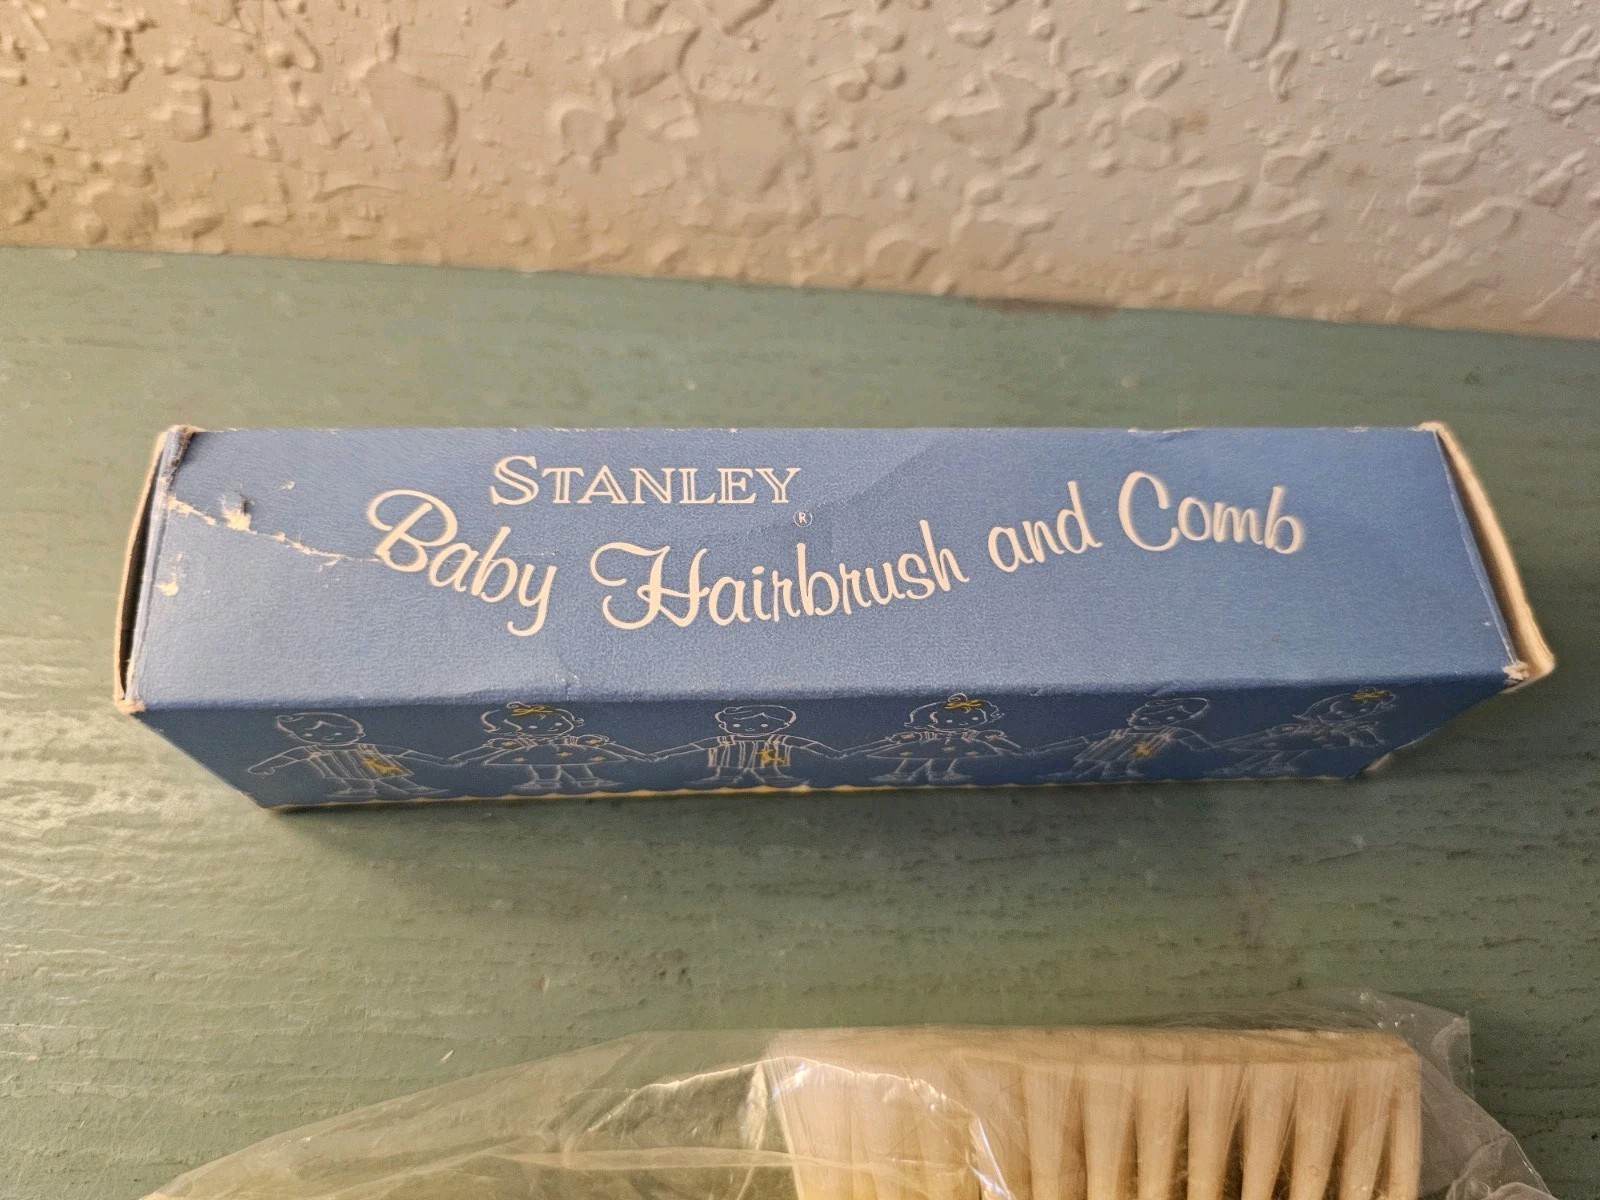 STANLEY
®
Baby Hairbrush and Comb